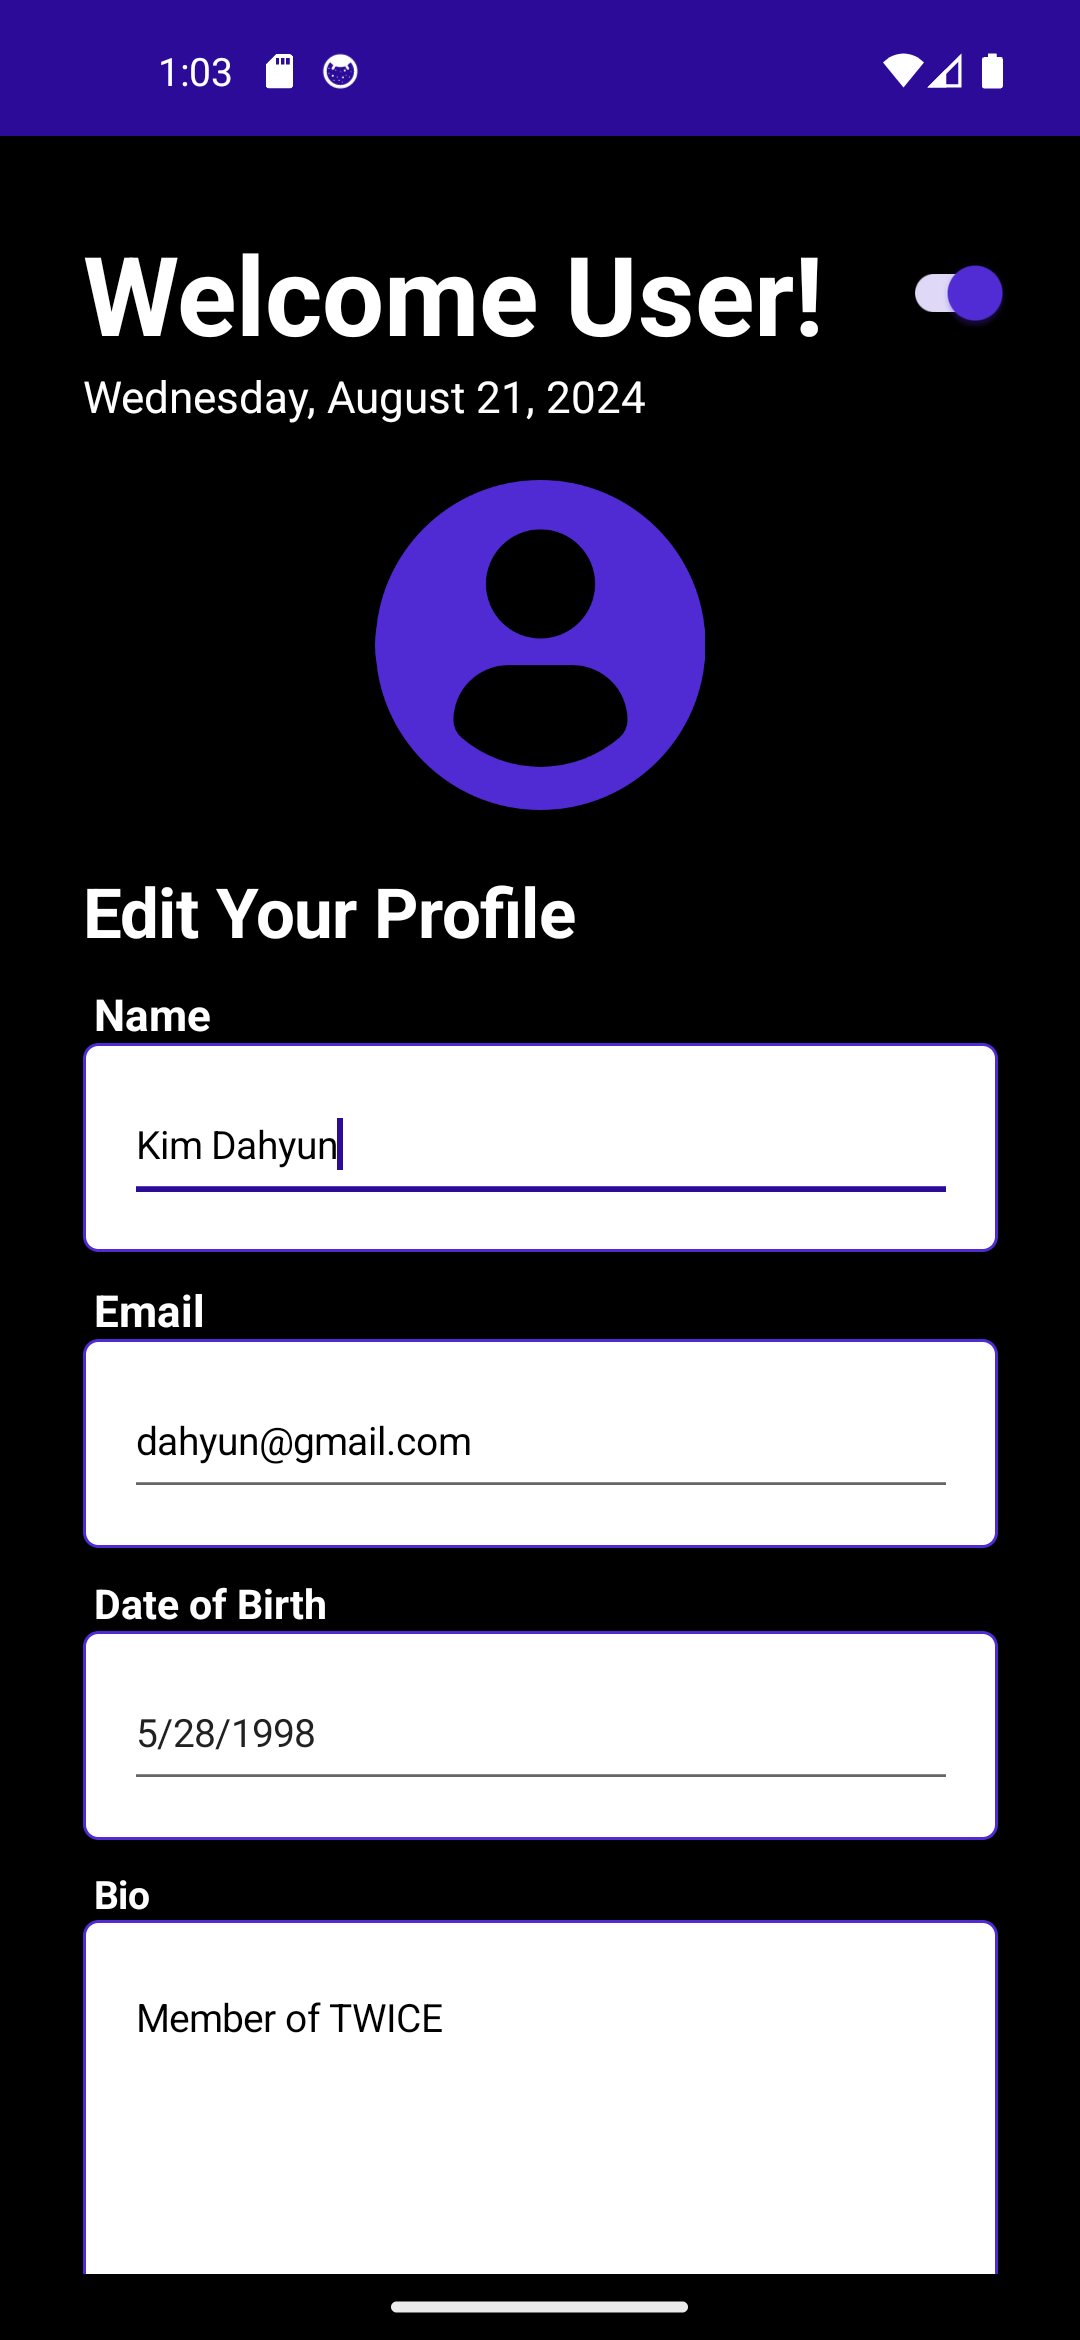 1:03
Welcome User!
Wednesday, August 21, 2024
Edit Your Profile
Name
Kim Dahyun
Email
dahyun@gmail.com
Date of Birth
5/28/1998
Bio
Member of TWICE